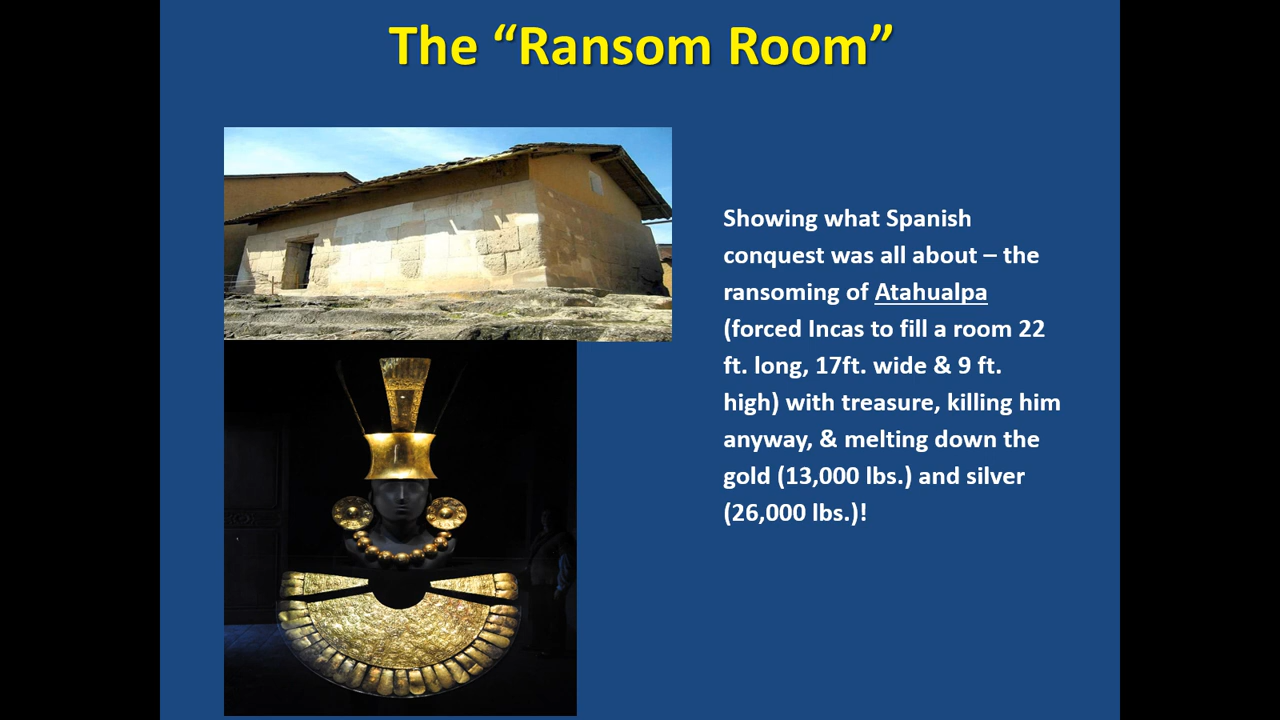 The “Ransom Room”
Showing what Spanish
conquest was all about – the
ransoming of Atahualpa
(forced Incas to fill a room 22
ft. long, 17ft. wide & 9 ft.
high) with treasure, killing him
anyway, & melting down the
gold (13,000 lbs.) and silver
(26,000 lbs.)!